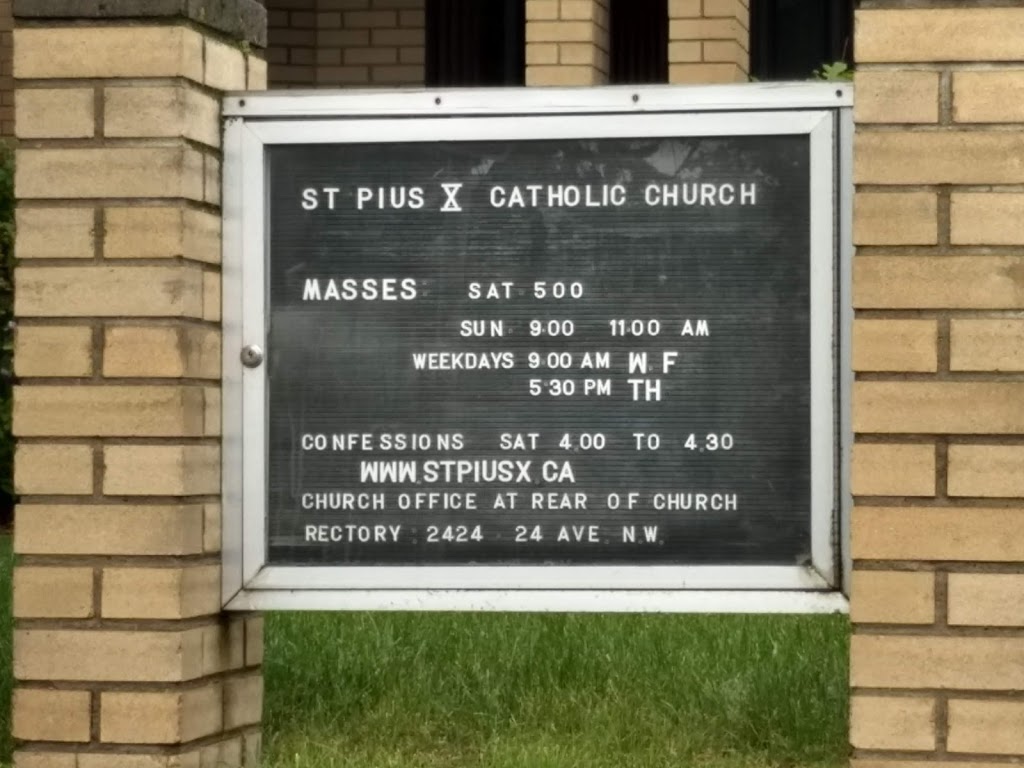 ST PIUS X CATHOLIC CHURCH
MASSES: SAT 5:00
SUN. 9:00 11:00 AM
WEEKDAYS 9:00 AM W. F
5:30 PM TH
CONFESSIONS SAT 4.00 TO 4.30
WWW.STPIUSX.CA
CHURCH OFFICE AT REAR OF CHURCH
RECTORY : 2424 24 AVE. N.W.